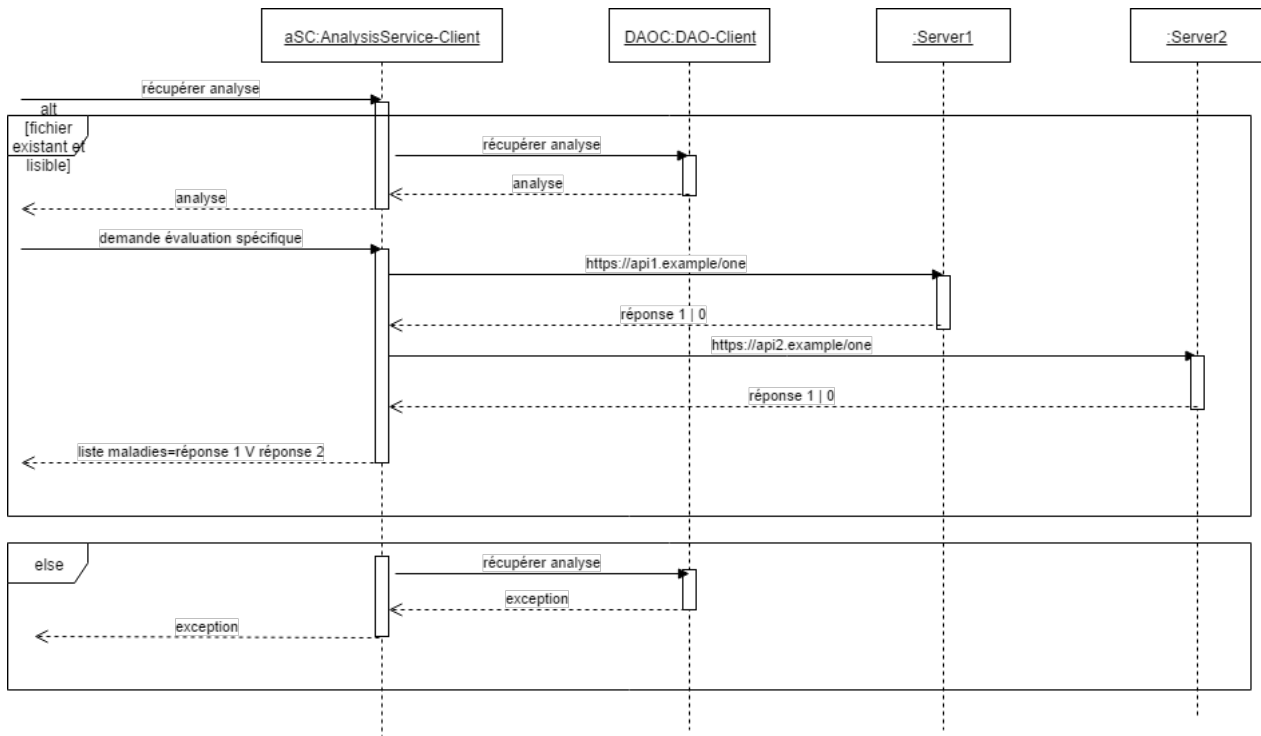 aSC:AnalysisService-Client
DAOC:DAO-Client
:Server1
:Server2
récupérer analyse
alt
[fichier
existant et
lisible]
récupérer analyse
analyse
analyse
demande évaluation spécifique
https://api1.example/one
réponse 1 | 0
https://api2.example/one
réponse 1 | 0
liste maladies=réponse 1 V réponse 2
else
récupérer analyse
exception
exception